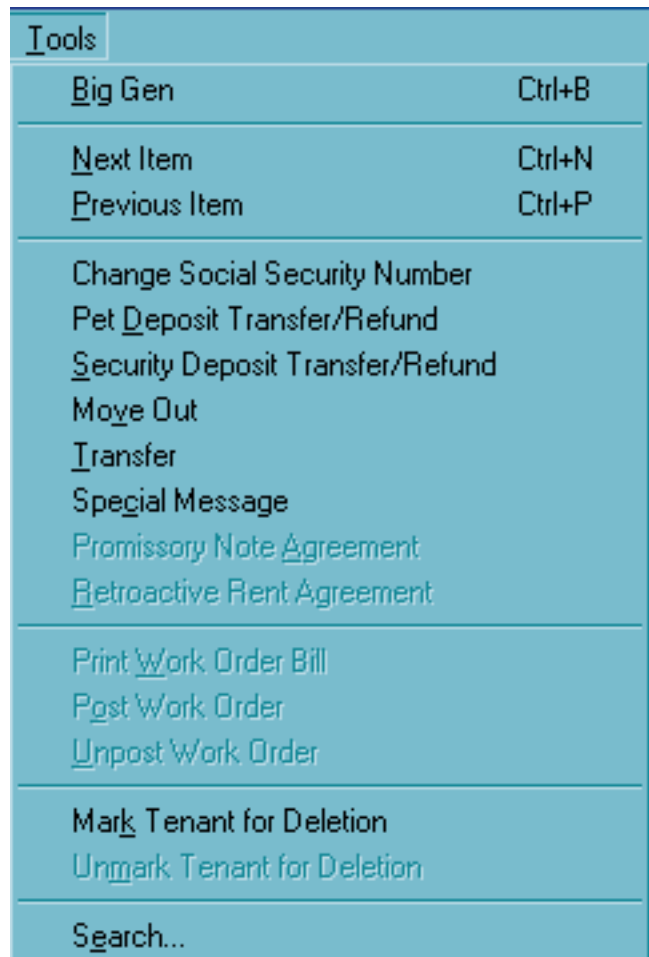 Tools
Big Gen Ctrl+B
Next Item Ctrl+N
Previous Item Ctrl+P
Change Social Security Number
Pet Deposit Transfer/Refund
Security Deposit Transfer/Refund
Move Out
Transfer
Special Message
Promissory Note Agreement
Retroactive Rent Agreement
Print Work Order Bill
Post Work Order
Unpost Work Order
Mark Tenant for Deletion
Unmark Tenant for Deletion
Search...